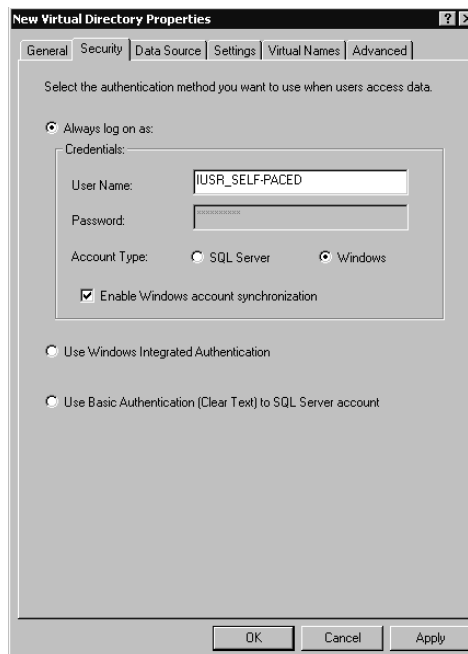 New Virtual Directory Properties
General Security Data Source Settings Virtual Names Advanced
Select the authentication method you want to use when users access data.
Always log on as:
Credentials:
User Name: IUSR_SELF-PACED
Password: xxxxxxxxxx
Account Type: SQL Server Windows
Enable Windows account synchronization
Use Windows Integrated Authentication
Use Basic Authentication (Clear Text) to SQL Server account
OK Cancel Apply